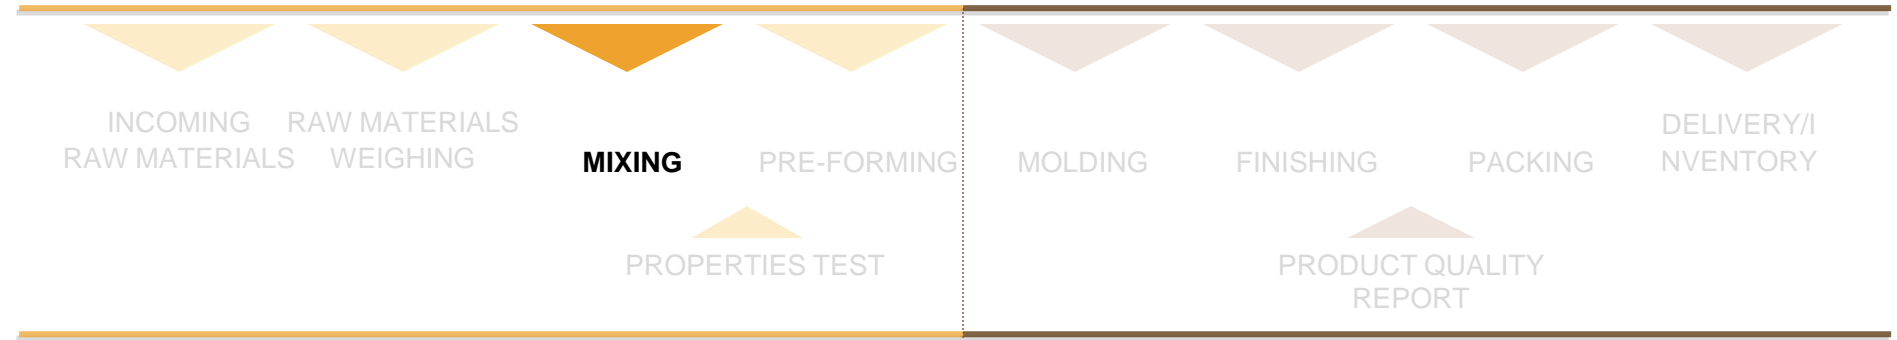 INCOMING
RAW MATERIALS
RAW MATERIALS
WEIGHING
MIXING
PRE-FORMING
MOLDING
FINISHING
PACKING
DELIVERY/I
NVENTORY
PROPERTIES TEST
PRODUCT QUALITY
REPORT